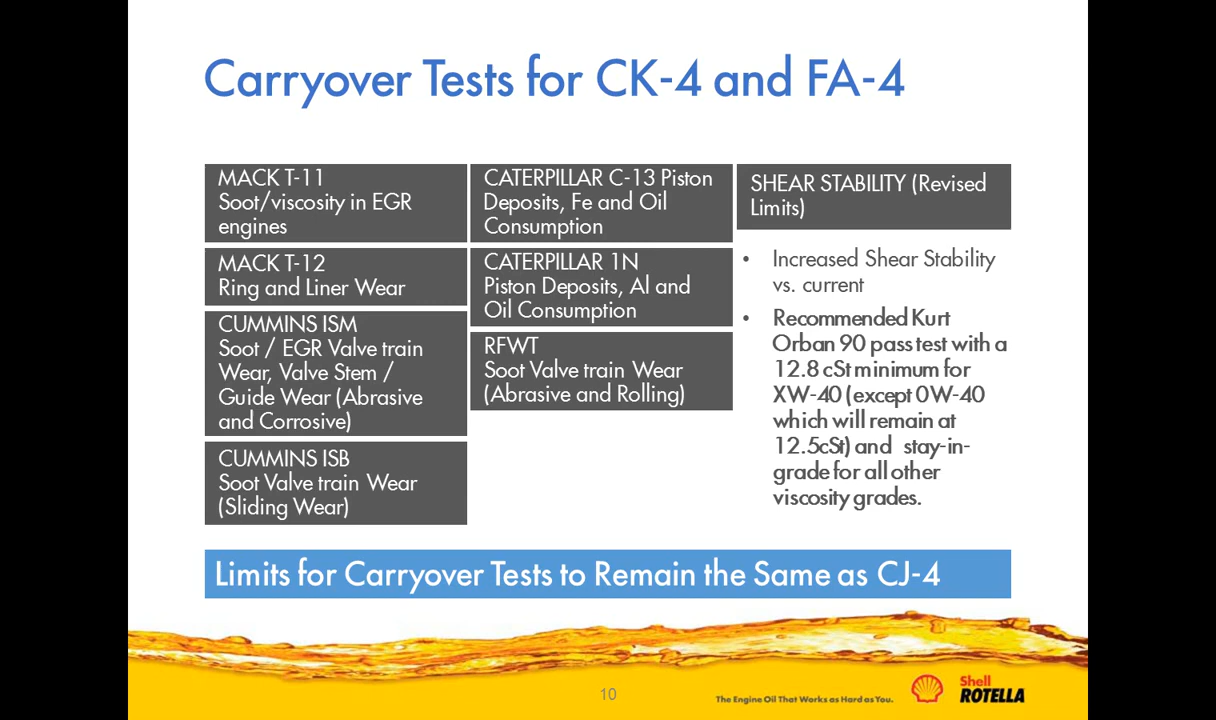 Carryover Tests for CK-4 and FA-4
MACK T-11
Soot/viscosity in EGR
engines
MACK T-12
Ring and Liner Wear
CUMMINS ISM
Soot / EGR Valve train
Wear, Valve Stem /
Guide Wear (Abrasive
and Corrosive)
CUMMINS ISB
Soot Valve train Wear
(Sliding Wear)
CATERPILLAR C-13 Piston
Deposits, Fe and Oil
Consumption
CATERPILLAR 1N
Piston Deposits, Al and
Oil Consumption
RFWT
Soot Valve train Wear
(Abrasive and Rolling)
SHEAR STABILITY (Revised
Limits)
• Increased Shear Stability
vs. current
• Recommended Kurt
Orban 90 pass test with a
12.8 cSt minimum for
XW-40 (except 0W-40
which will remain at
12.5cSt) and stay-in-
grade for all other
viscosity grades.
Limits for Carryover Tests to Remain the Same as CJ-4
10
The Engine Oil That Works as Hard as You.
Shell
ROTELLA